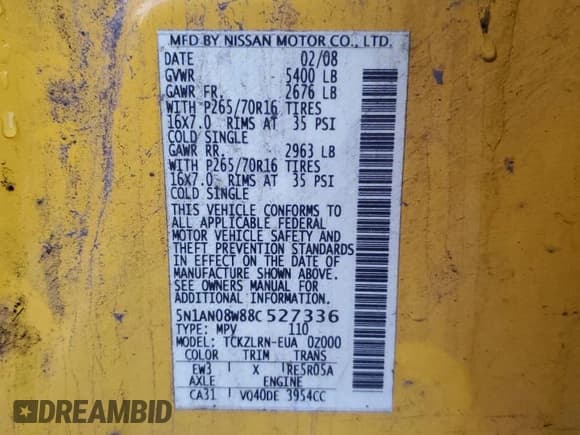 MFD BY NISSAN MOTOR CO., LTD.
DATE 02/08
GVWR 5400 LB
GAWR FR. 2676 LB
WITH P265/70R16 TIRES
16X7.0 RIMS AT 35 PSI
COLD SINGLE
GAWR RR. 2963 LB
WITH P265/70R16 TIRES
16X7.0 RIMS AT 35 PSI
COLD SINGLE
THIS VEHICLE CONFORMS TO
ALL APPLICABLE FEDERAL
MOTOR VEHICLE SAFETY AND
THEFT PREVENTION STANDARDS
IN EFFECT ON THE DATE OF
MANUFACTURE SHOWN ABOVE.
SEE OWNERS MANUAL FOR
ADDITIONAL INFORMATION.
5N1AN08W88C527336
TYPE: MPV 110
MODEL: TCKZLRN-EUA 0Z000
COLOR TRIM TRANS
EW3 X RE5R05A
AXLE ENGINE
CA31 VQ40DE 3954CC
DREAMBID